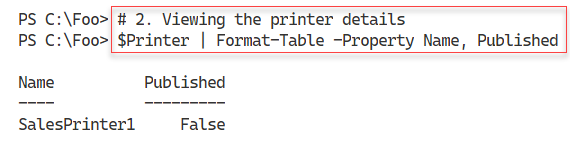 PS C:\Foo> # 2. Viewing the printer details
PS C:\Foo> $Printer | Format-Table -Property Name, Published
Name Published
---- ---------
SalesPrinter1 False